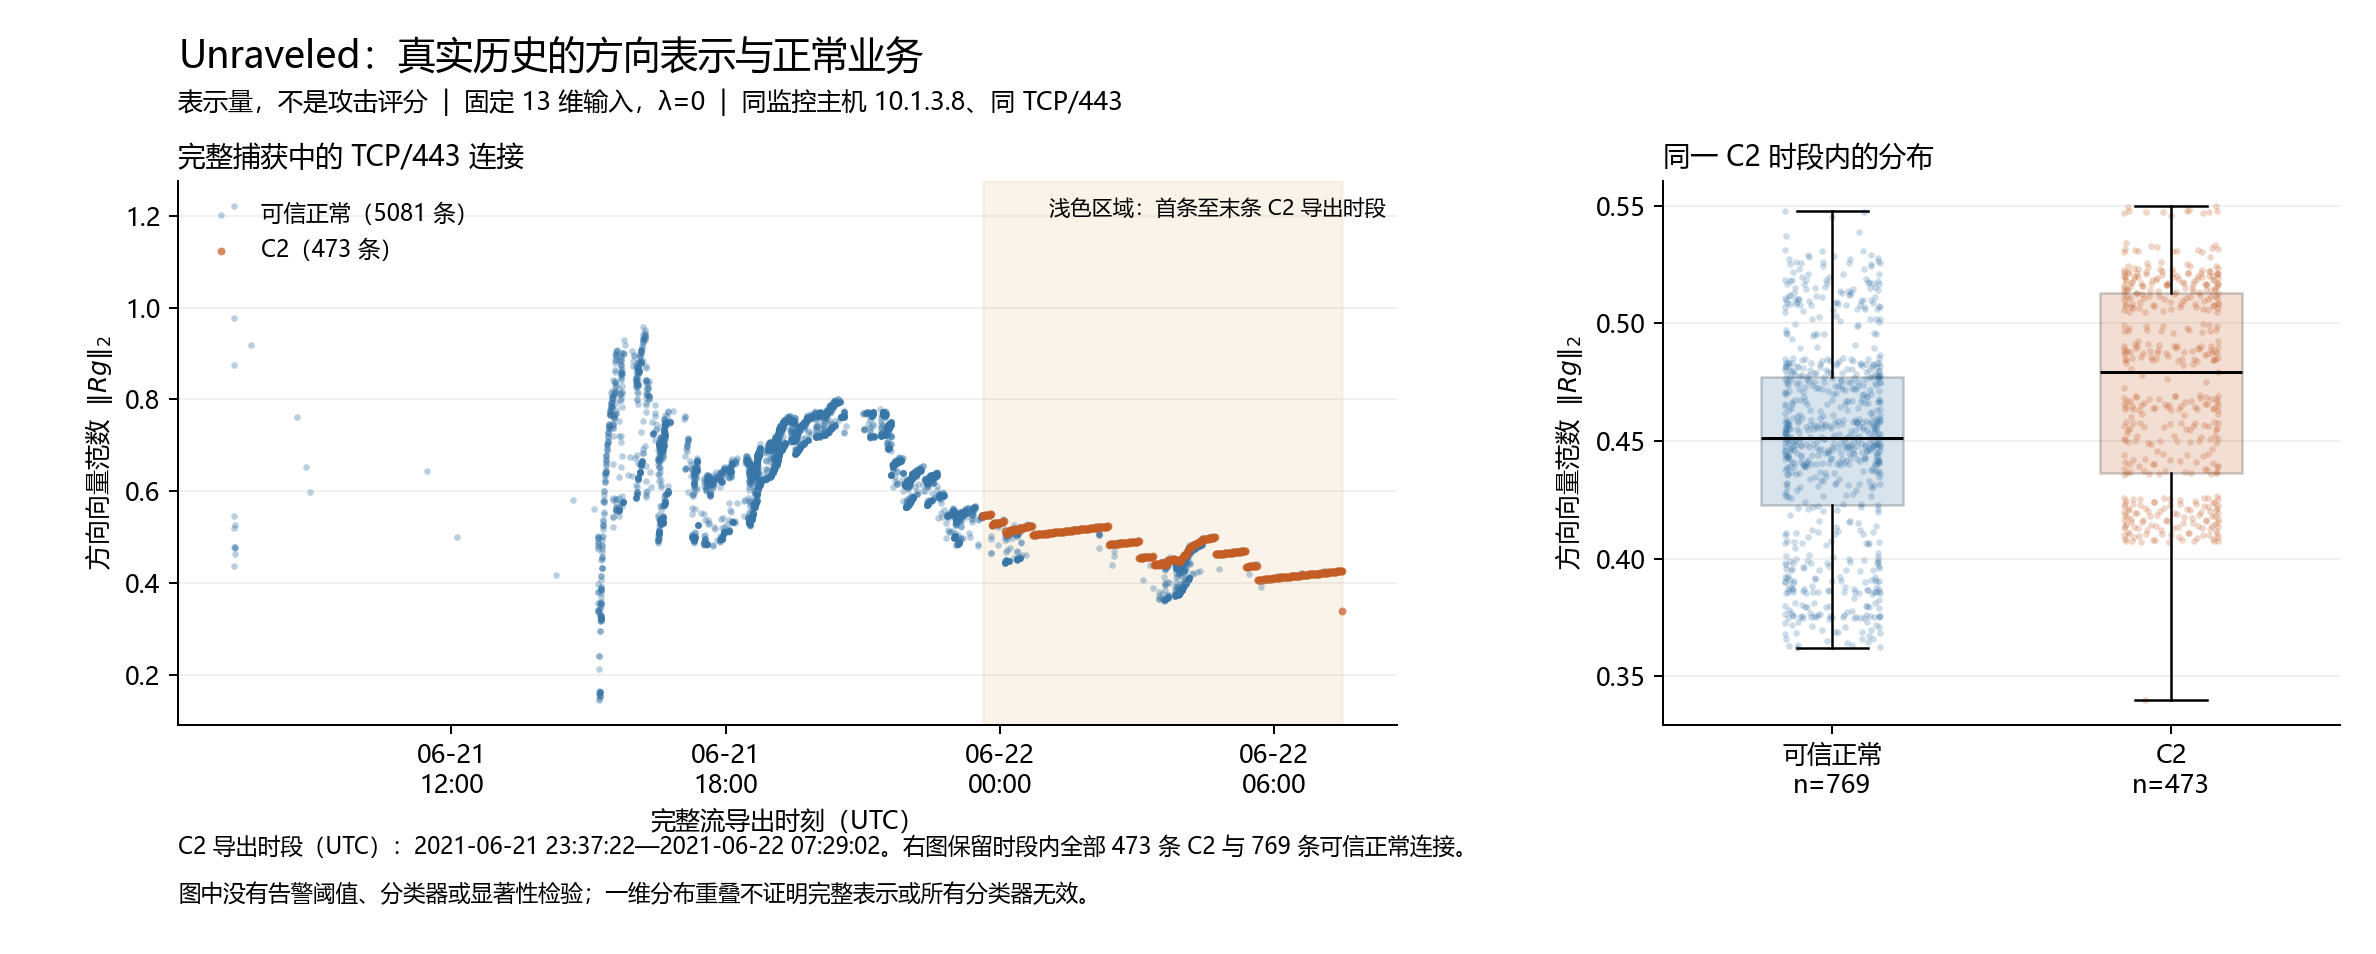 Unraveled：真实历史的方向表示与正常业务
表示量，不是攻击评分 | 固定 13 维输入，λ=0 | 同监控主机 10.1.3.8、同 TCP/443
完整捕获中的 TCP/443 连接
可信正常（5081 条）
C2（473 条）
浅色区域：首条至末条 C2 导出时段
方向向量范数 ‖Rg‖₂
1.2
1.0
0.8
0.6
0.4
0.2
06-21 12:00
06-21 18:00
06-22 00:00
06-22 06:00
完整流导出时刻（UTC）
同一 C2 时段内的分布
方向向量范数 ‖Rg‖₂
0.55
0.50
0.45
0.40
0.35
可信正常 n=769
C2 n=473
C2 导出时段（UTC）：2021-06-21 23:37:22—2021-06-22 07:29:02。右图保留时段内全部 473 条 C2 与 769 条可信正常连接。
图中没有告警阈值、分类器或显著性检验；一维分布重叠不证明完整表示或所有分类器无效。